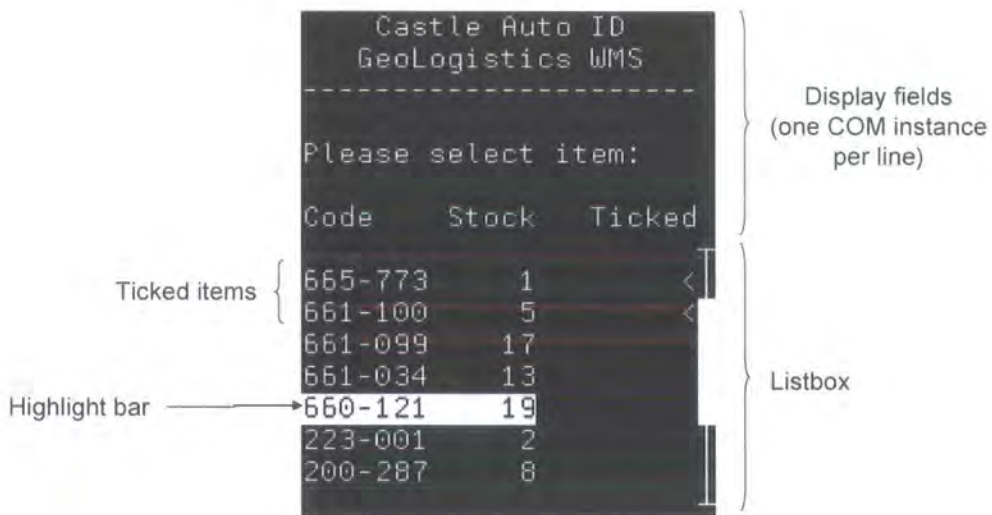 Castle Auto ID
GeoLogistics WMS
-----------------------
Please select item:
Code Stock Ticked
665-773 1 <
661-100 5 <
661-099 17
661-034 13
660-121 19
223-001 2
200-287 8
Display fields
(one COM instance
per line)
Ticked items
Highlight bar
Listbox